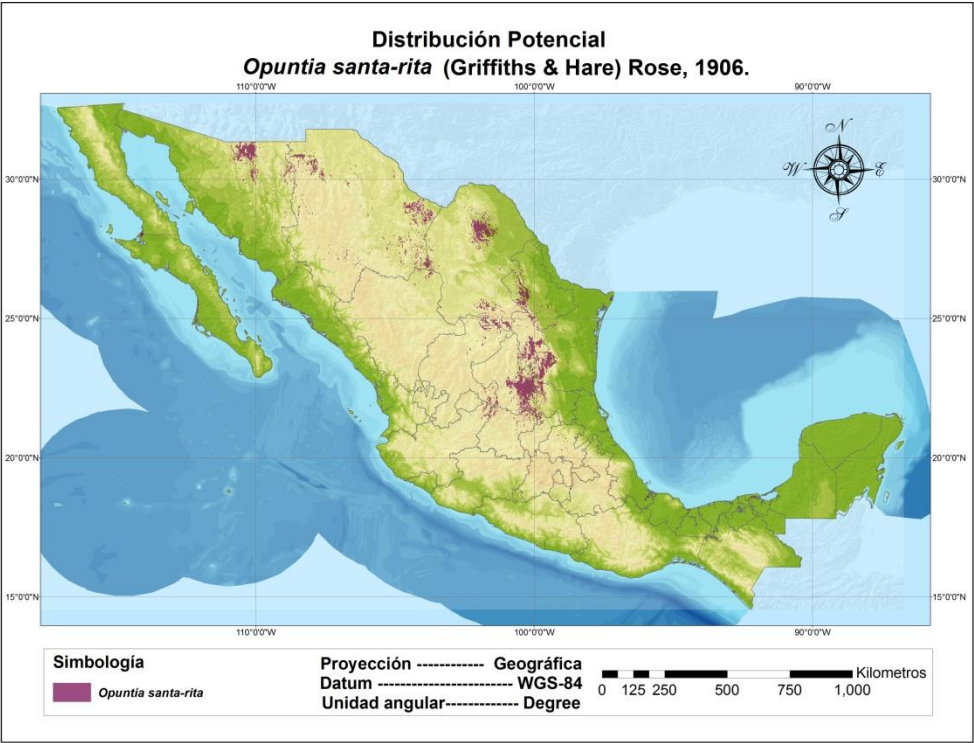 Distribución Potencial
Opuntia santa-rita (Griffiths & Hare) Rose, 1906.
110°0'0"W 100°0'0"W 90°0'0"W
N
W E
S
30°0'0"N 30°0'0"N
25°0'0"N 25°0'0"N
20°0'0"N 20°0'0"N
15°0'0"N 15°0'0"N
110°0'0"W 100°0'0"W 90°0'0"W
Simbología
Opuntia santa-rita
Proyección ------------ Geográfica
Datum ------------------- WGS-84
Unidad angular------------- Degree
Kilometros
0 125 250 500 750 1,000